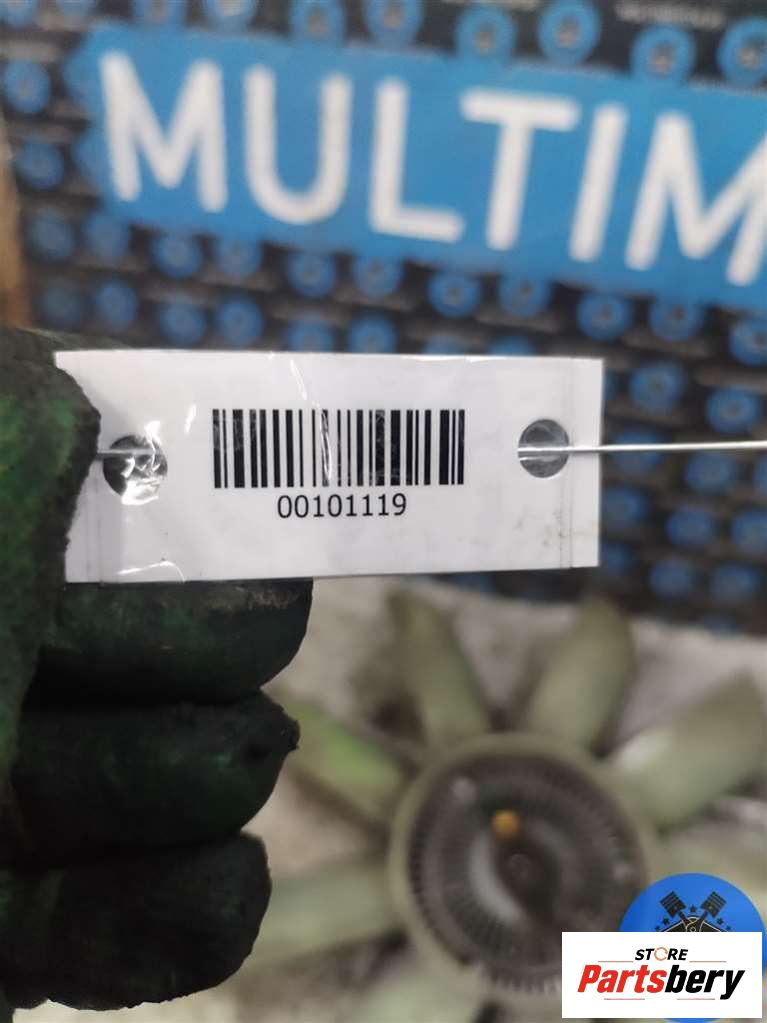 MULTIM
00101119
STORE
Partsbery